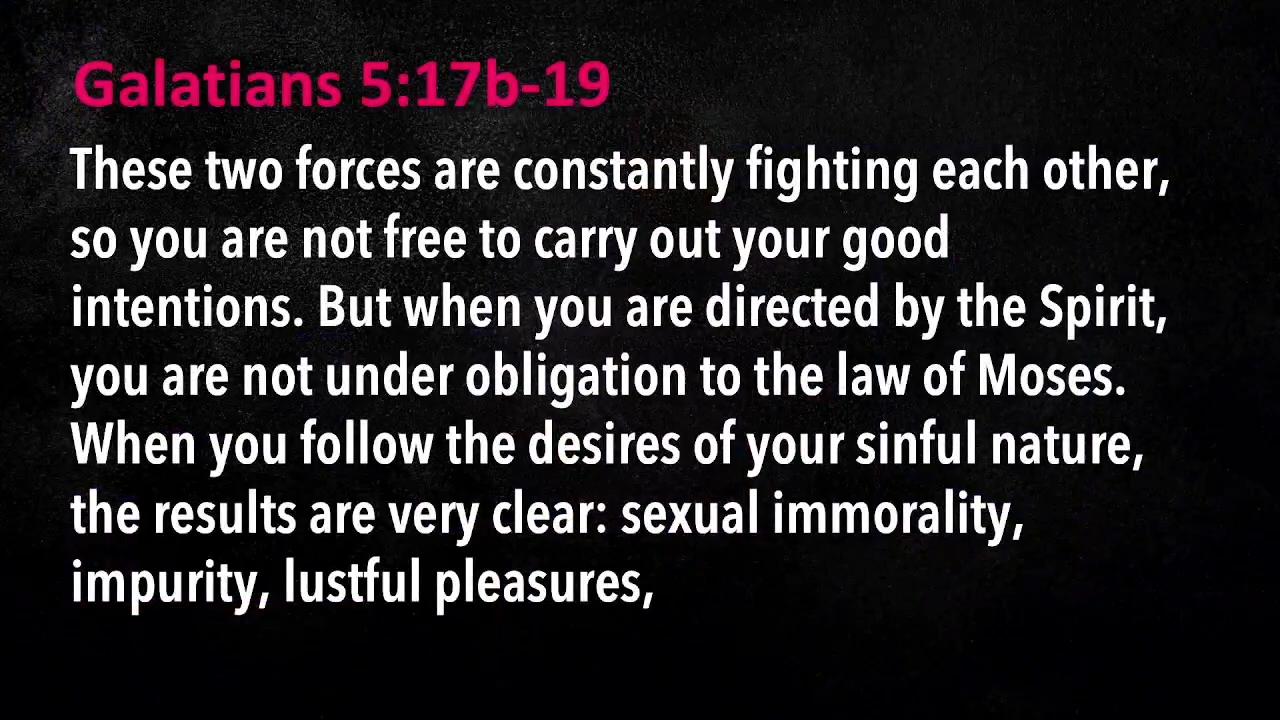 Galatians 5:17b-19
These two forces are constantly fighting each other,
so you are not free to carry out your good
intentions. But when you are directed by the Spirit,
you are not under obligation to the law of Moses.
When you follow the desires of your sinful nature,
the results are very clear: sexual immorality,
impurity, lustful pleasures,